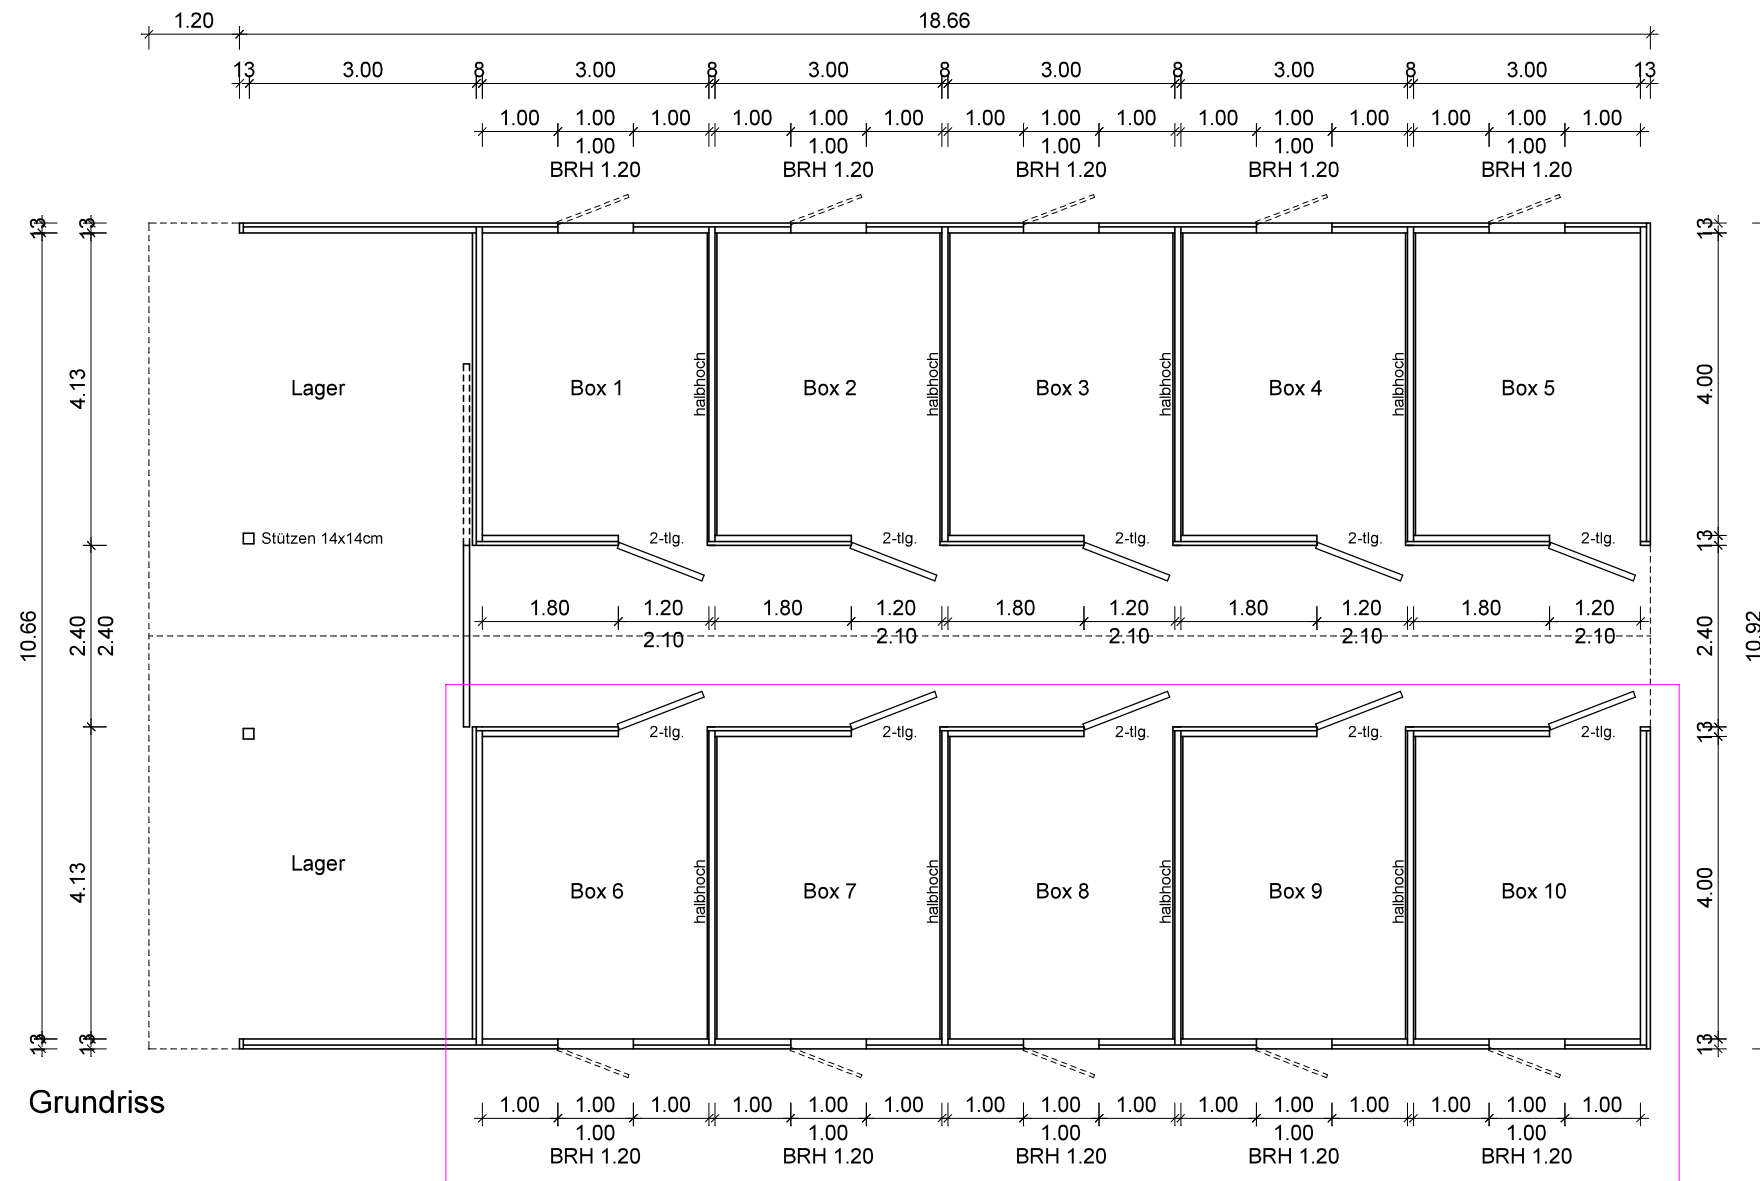 1.20 18.66
13 3.00 8 3.00 8 3.00 8 3.00 8 3.00 8 3.00 13
1.00 1.00 1.00 1.00 1.00 1.00 1.00 1.00 1.00 1.00 1.00 1.00 1.00 1.00 1.00
1.00 1.00 1.00 1.00 1.00
BRH 1.20 BRH 1.20 BRH 1.20 BRH 1.20 BRH 1.20
13 13 13
4.13 Lager Box 1 halbhoch Box 2 halbhoch Box 3 halbhoch Box 4 halbhoch Box 5 4.00
Stützen 14x14cm 2-tlg. 2-tlg. 2-tlg. 2-tlg. 2-tlg. 13
1.80 1.20 1.80 1.20 1.80 1.20 1.80 1.20 1.80 1.20
10.66 2.40 2.40 2.10 2.10 2.10 2.10 2.10 2.40 10.92
2-tlg. 2-tlg. 2-tlg. 2-tlg. 2-tlg. 13
4.13 Lager Box 6 halbhoch Box 7 halbhoch Box 8 halbhoch Box 9 halbhoch Box 10 4.00
13 13 13
Grundriss
1.00 1.00 1.00 1.00 1.00 1.00 1.00 1.00 1.00 1.00 1.00 1.00 1.00 1.00 1.00
1.00 1.00 1.00 1.00 1.00
BRH 1.20 BRH 1.20 BRH 1.20 BRH 1.20 BRH 1.20